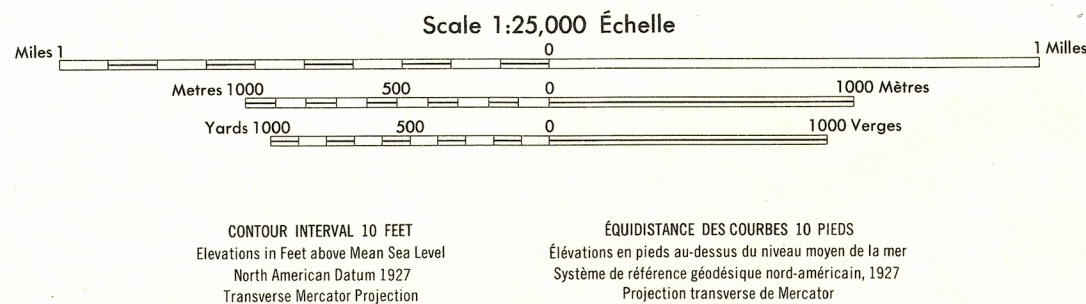 Scale 1:25,000 Échelle
Miles 1 0 1 Milles
Metres 1000 500 0 1000 Mètres
Yards 1000 500 0 1000 Verges
CONTOUR INTERVAL 10 FEET
Elevations in Feet above Mean Sea Level
North American Datum 1927
Transverse Mercator Projection
ÉQUIDISTANCE DES COURBES 10 PIEDS
Élévations en pieds au-dessus du niveau moyen de la mer
Système de référence géodésique nord-américain, 1927
Projection transverse de Mercator